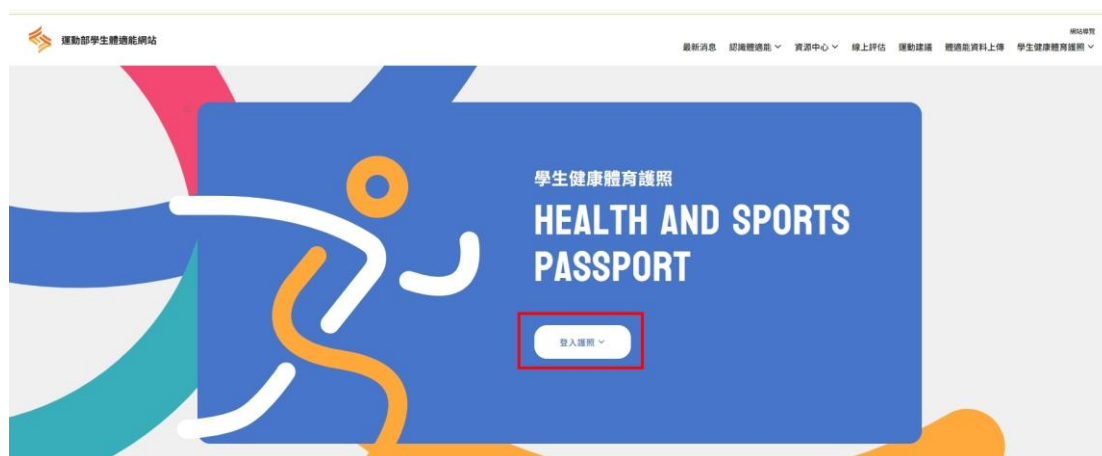 運動部學生體適能網站
網站導覽
最新消息 認識體適能 資源中心 線上評估 運動建議 體適能資料上傳 學生健康體育護照
學生健康體育護照
HEALTH AND SPORTS
PASSPORT
登入護照